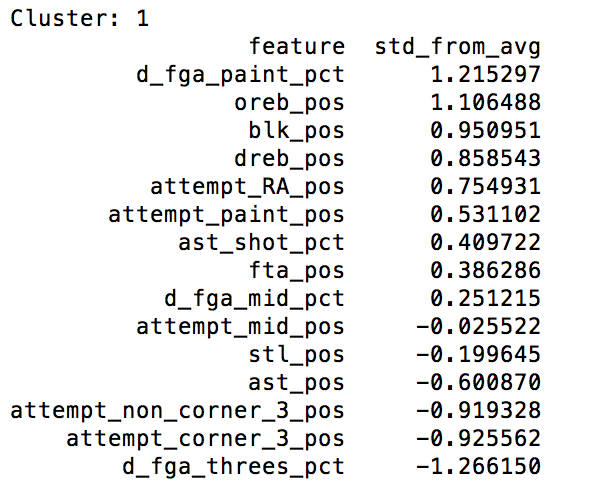 Cluster: 1
feature std_from_avg
d_fga_paint_pct 1.215297
oreb_pos 1.106488
blk_pos 0.950951
dreb_pos 0.858543
attempt_RA_pos 0.754931
attempt_paint_pos 0.531102
ast_shot_pct 0.409722
fta_pos 0.386286
d_fga_mid_pct 0.251215
attempt_mid_pos -0.025522
stl_pos -0.199645
ast_pos -0.600870
attempt_non_corner_3_pos -0.919328
attempt_corner_3_pos -0.925562
d_fga_threes_pct -1.266150